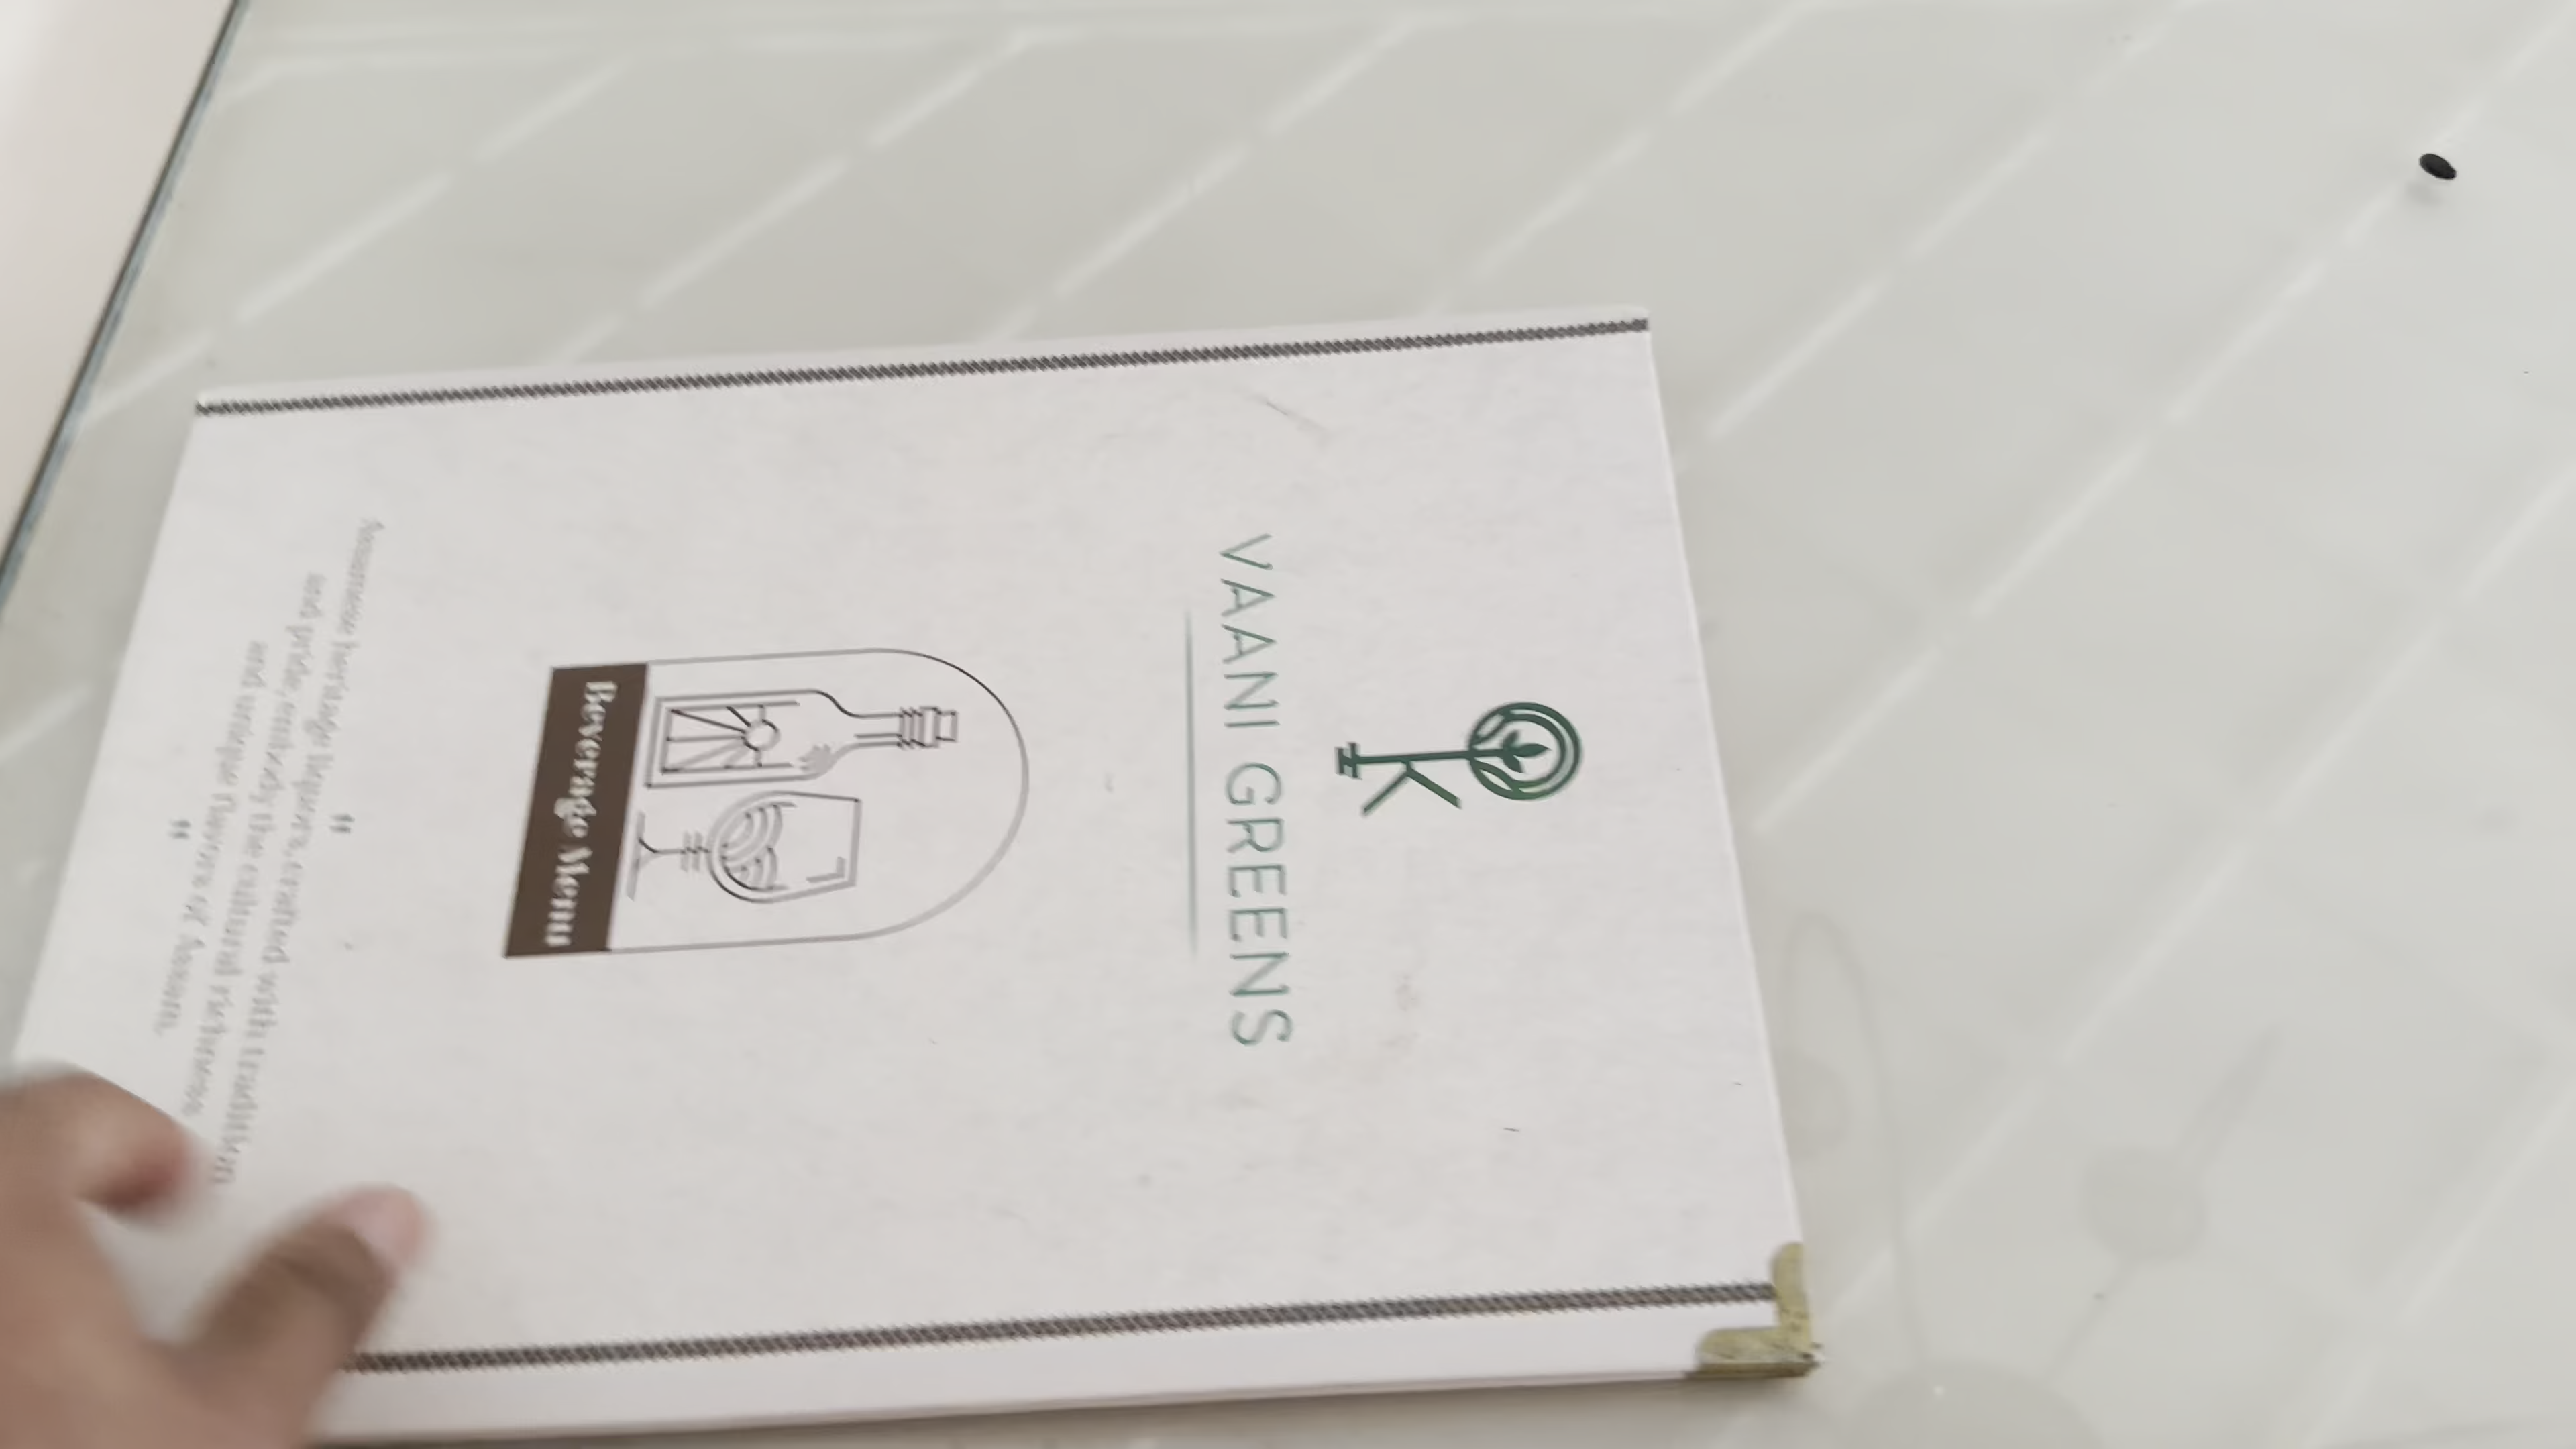 VAANI GREENS
Beverage Menu
"
Assamese heritage liquors, crafted with tradition
and pride, embody the cultural richness
and unique flavors of Assam.
"